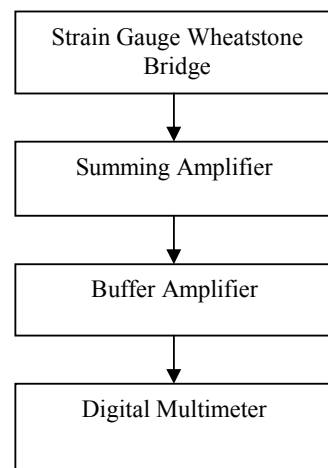 Strain Gauge Wheatstone
Bridge
Summing Amplifier
Buffer Amplifier
Digital Multimeter